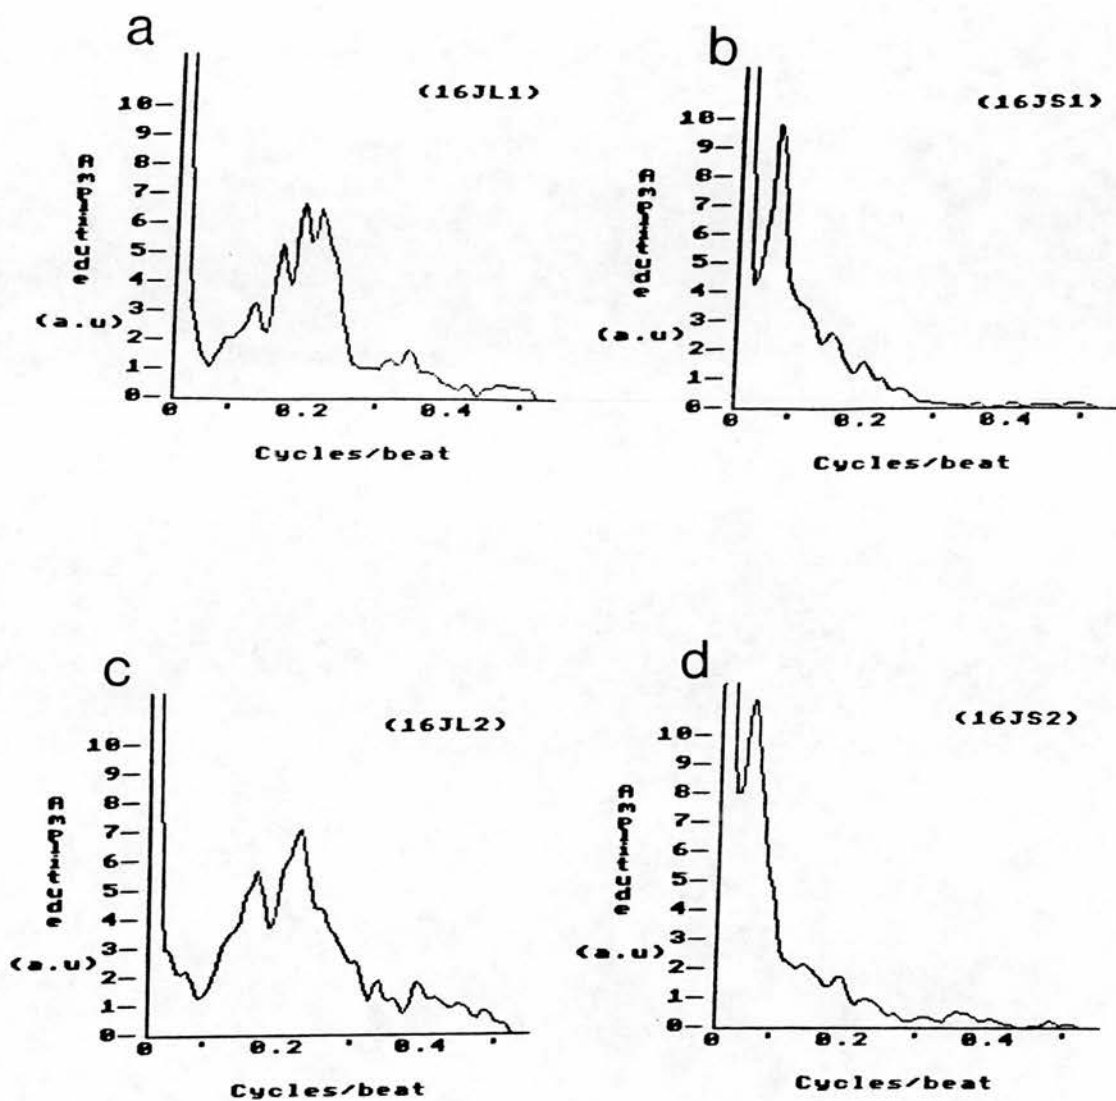 a
(16JL1)
10–
9–
8–
7–
6–
5–
4–
3–
2–
1–
0–
AMPLITUDE
(a.u)
0 0.2 0.4
Cycles/beat
b
(16JS1)
10–
9–
8–
7–
6–
5–
4–
3–
2–
1–
0–
AMPLITUDE
(a.u)
0 0.2 0.4
Cycles/beat
c
(16JL2)
10–
9–
8–
7–
6–
5–
4–
3–
2–
1–
0–
AMPLITUDE
(a.u)
0 0.2 0.4
Cycles/beat
d
(16JS2)
10–
9–
8–
7–
6–
5–
4–
3–
2–
1–
0–
AMPLITUDE
(a.u)
0 0.2 0.4
Cycles/beat